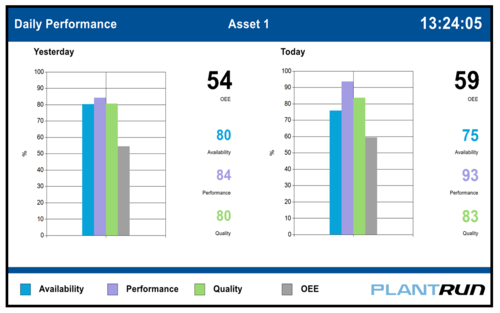 Daily Performance Asset 1 13:24:05
Yesterday
100
90
80
70
60
50
40
30
20
10
0
%
54
OEE
80
Availability
84
Performance
80
Quality
Today
100
90
80
70
60
50
40
30
20
10
0
%
59
OEE
75
Availability
93
Performance
83
Quality
Availability Performance Quality OEE
PLANTRUN